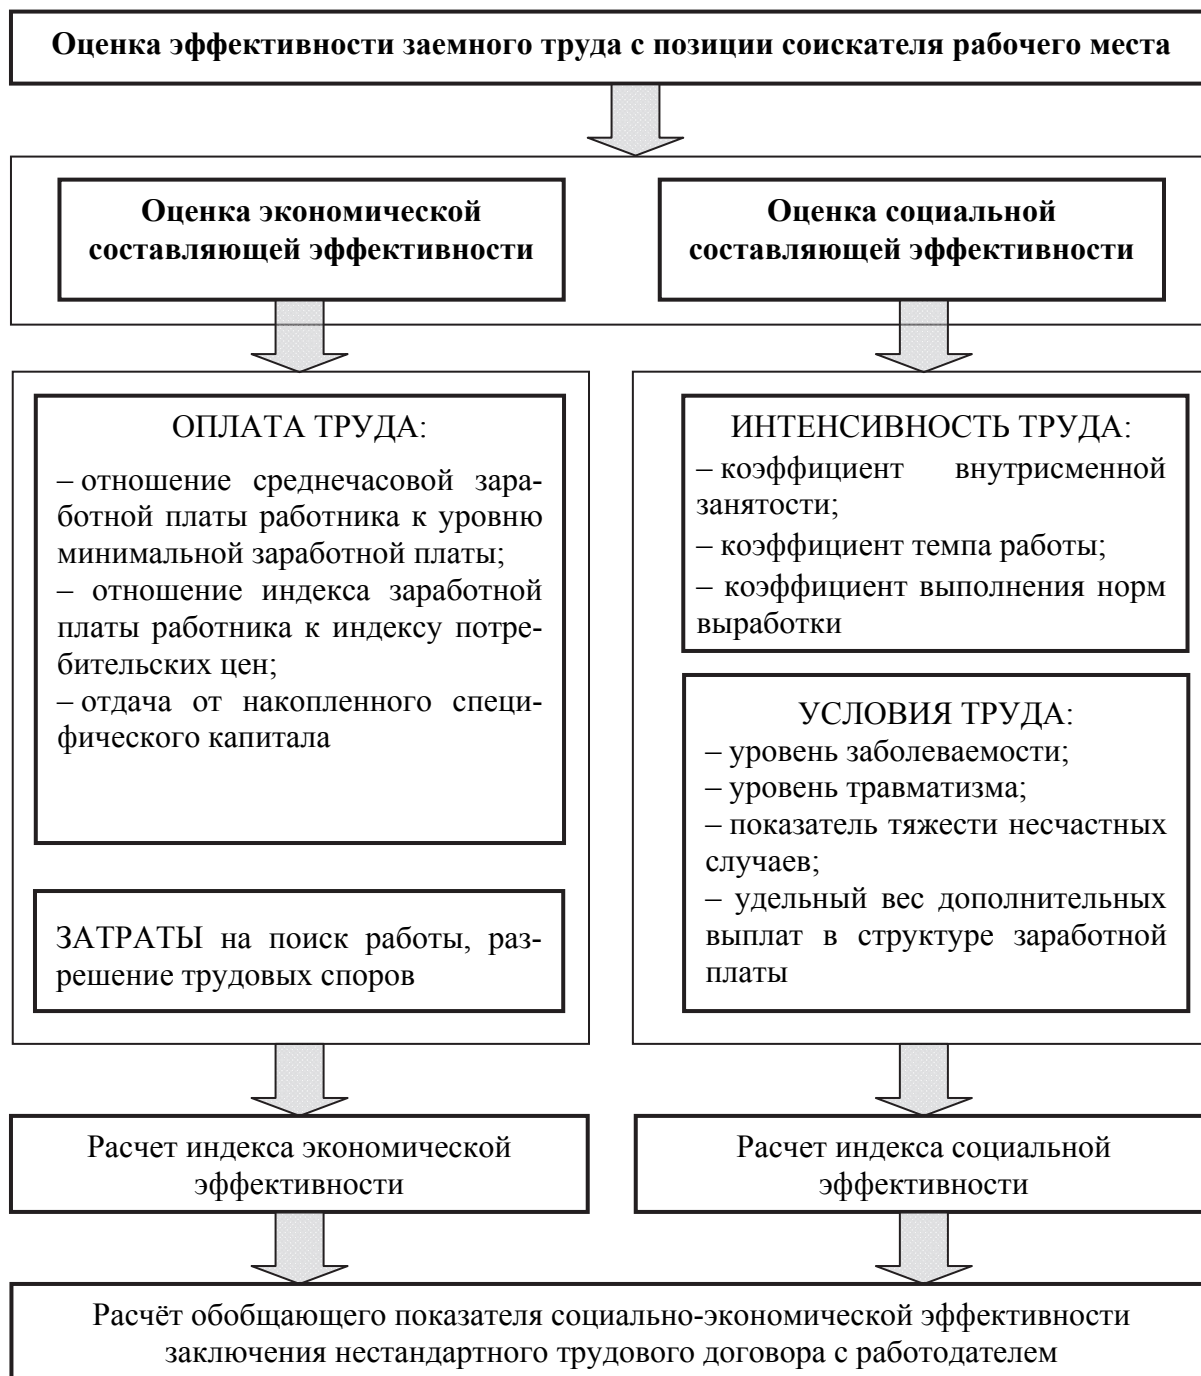 Оценка эффективности заемного труда с позиции соискателя рабочего места
Оценка экономической
составляющей эффективности
Оценка социальной
составляющей эффективности
ОПЛАТА ТРУДА:
– отношение среднечасовой зара-
ботной платы работника к уровню
минимальной заработной платы;
– отношение индекса заработной
платы работника к индексу потре-
бительских цен;
– отдача от накопленного специ-
фического капитала
ЗАТРАТЫ на поиск работы, раз-
решение трудовых споров
ИНТЕНСИВНОСТЬ ТРУДА:
– коэффициент внутрисменной
занятости;
– коэффициент темпа работы;
– коэффициент выполнения норм
выработки
УСЛОВИЯ ТРУДА:
– уровень заболеваемости;
– уровень травматизма;
– показатель тяжести несчастных
случаев;
– удельный вес дополнительных
выплат в структуре заработной
платы
Расчет индекса экономической
эффективности
Расчет индекса социальной
эффективности
Расчёт обобщающего показателя социально-экономической эффективности
заключения нестандартного трудового договора с работодателем